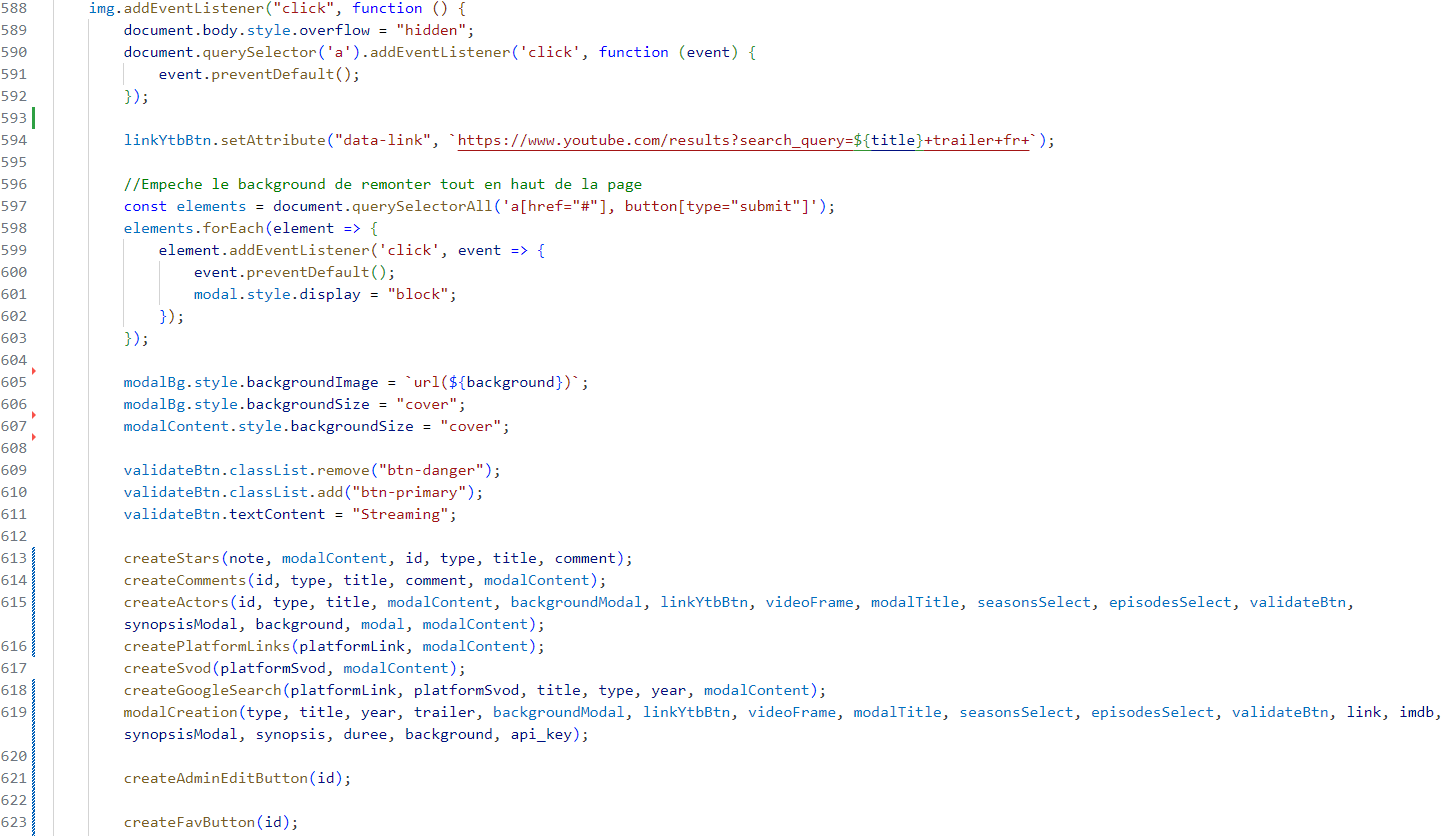 588 img.addEventListener("click", function () {
589 document.body.style.overflow = "hidden";
590 document.querySelector('a').addEventListener('click', function (event) {
591 event.preventDefault();
592 });
593
594 linkYtbBtn.setAttribute("data-link", `https://www.youtube.com/results?search_query=${title}+trailer+fr+`);
595
596 //Empeche le background de remonter tout en haut de la page
597 const elements = document.querySelectorAll('a[href="#"], button[type="submit"]');
598 elements.forEach(element => {
599 element.addEventListener('click', event => {
600 event.preventDefault();
601 modal.style.display = "block";
602 });
603 });
604
605 modalBg.style.backgroundImage = `url(${background})`;
606 modalBg.style.backgroundSize = "cover";
607 modalContent.style.backgroundSize = "cover";
608
609 validateBtn.classList.remove("btn-danger");
610 validateBtn.classList.add("btn-primary");
611 validateBtn.textContent = "Streaming";
612
613 createStars(note, modalContent, id, type, title, comment);
614 createComments(id, type, title, comment, modalContent);
615 createActors(id, type, title, modalContent, backgroundModal, linkYtbBtn, videoFrame, modalTitle, seasonsSelect, episodesSelect, validateBtn,
synopsisModal, background, modal, modalContent);
616 createPlatformLinks(platformLink, modalContent);
617 createSvod(platformSvod, modalContent);
618 createGoogleSearch(platformLink, platformSvod, title, type, year, modalContent);
619 modalCreation(type, title, year, trailer, backgroundModal, linkYtbBtn, videoFrame, modalTitle, seasonsSelect, episodesSelect, validateBtn, link, imdb,
synopsisModal, synopsis, duree, background, api_key);
620
621 createAdminEditButton(id);
622
623 createFavButton(id);